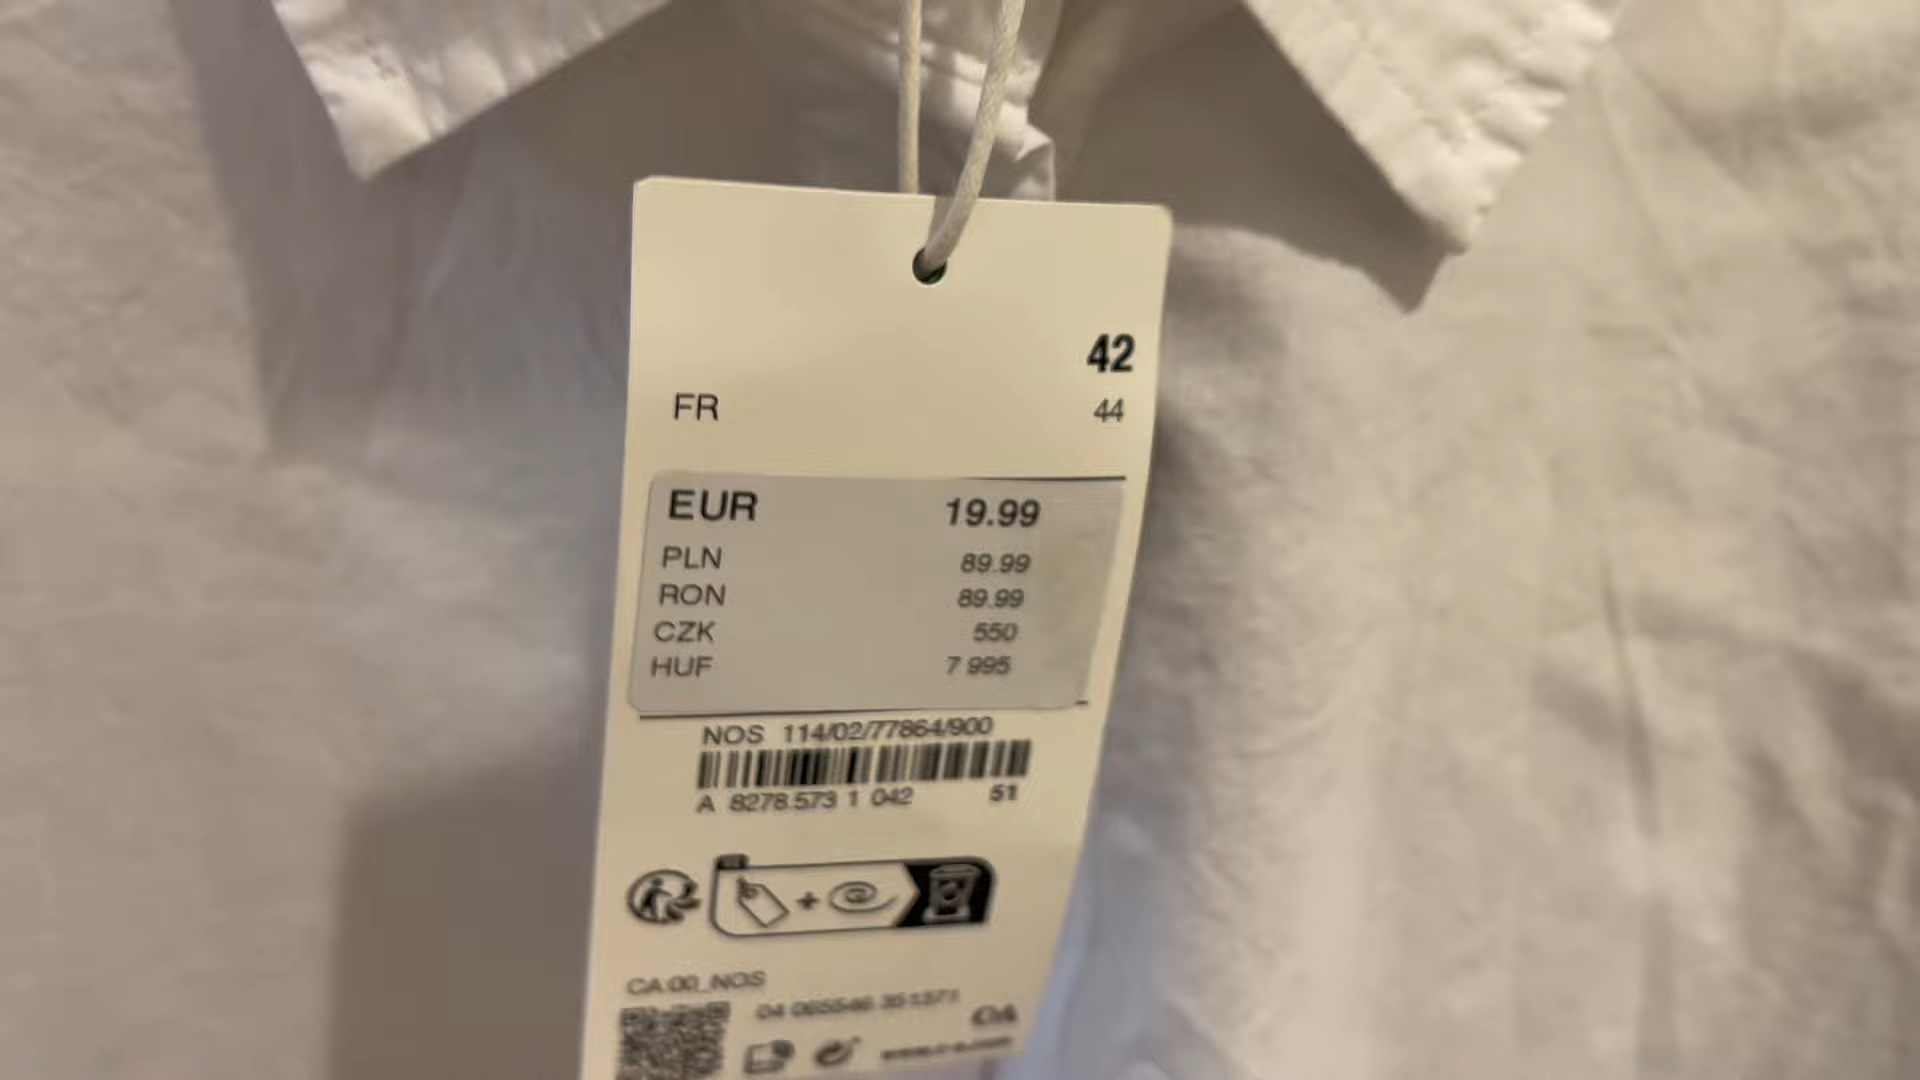 42
FR 44
EUR 19.99
PLN 89.99
RON 89.99
CZK 550
HUF 7 995
NOS 114/02/77864/900
A 8278.573 1 042 51
CA:00_NOS
C&A